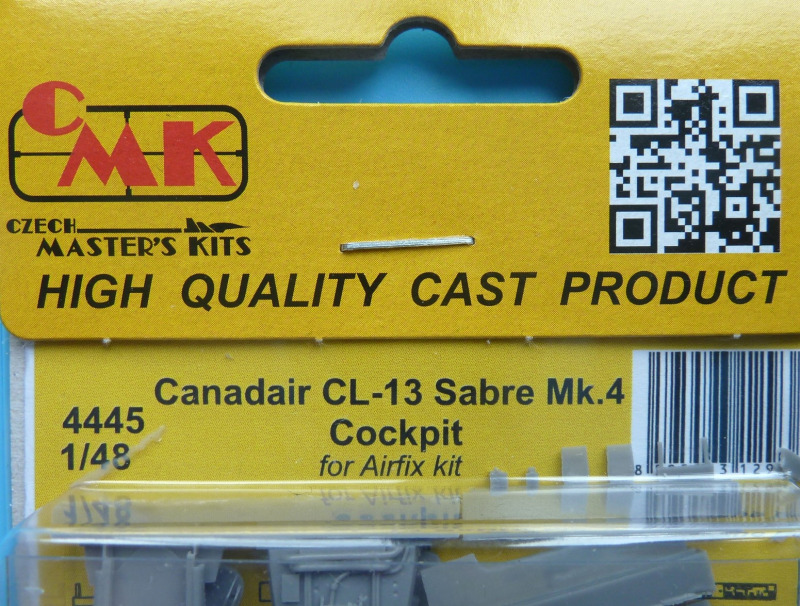 CMK
CZECH
MASTER'S KITS
HIGH QUALITY CAST PRODUCT
Canadair CL-13 Sabre Mk.4
4445
Cockpit
1/48
for Airfix kit